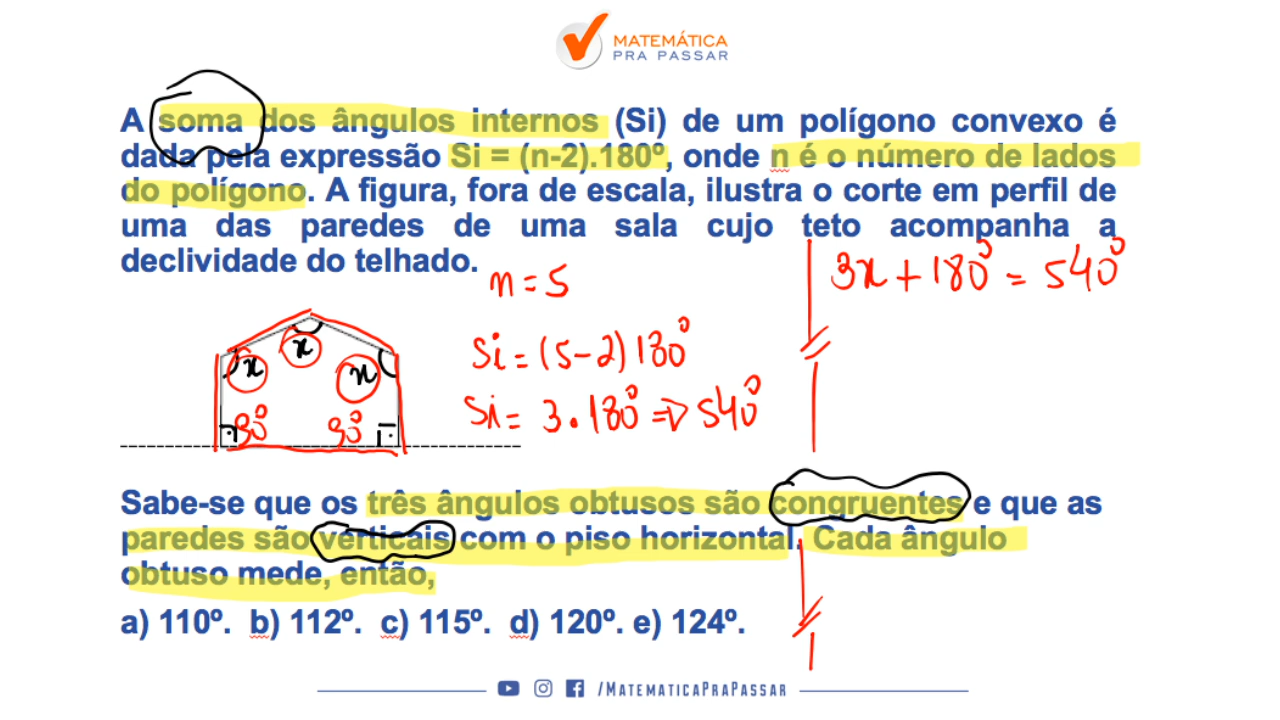 MATEMÁTICA
PRA PASSAR
A soma dos ângulos internos (Si) de um polígono convexo é
dada pela expressão Si = (n-2).180º, onde n é o número de lados
do polígono. A figura, fora de escala, ilustra o corte em perfil de
uma das paredes de uma sala cujo teto acompanha a
declividade do telhado.
3x + 180° = 540°
n = 5
Si = (5-2) 180°
x
x
x
Si = 3 . 180° => 540°
90°
90°
Sabe-se que os três ângulos obtusos são congruentes e que as
paredes são verticais com o piso horizontal. Cada ângulo
obtuso mede, então,
a) 110º. b) 112º. c) 115º. d) 120º. e) 124º.
/MATEMATICAPRAPASSAR